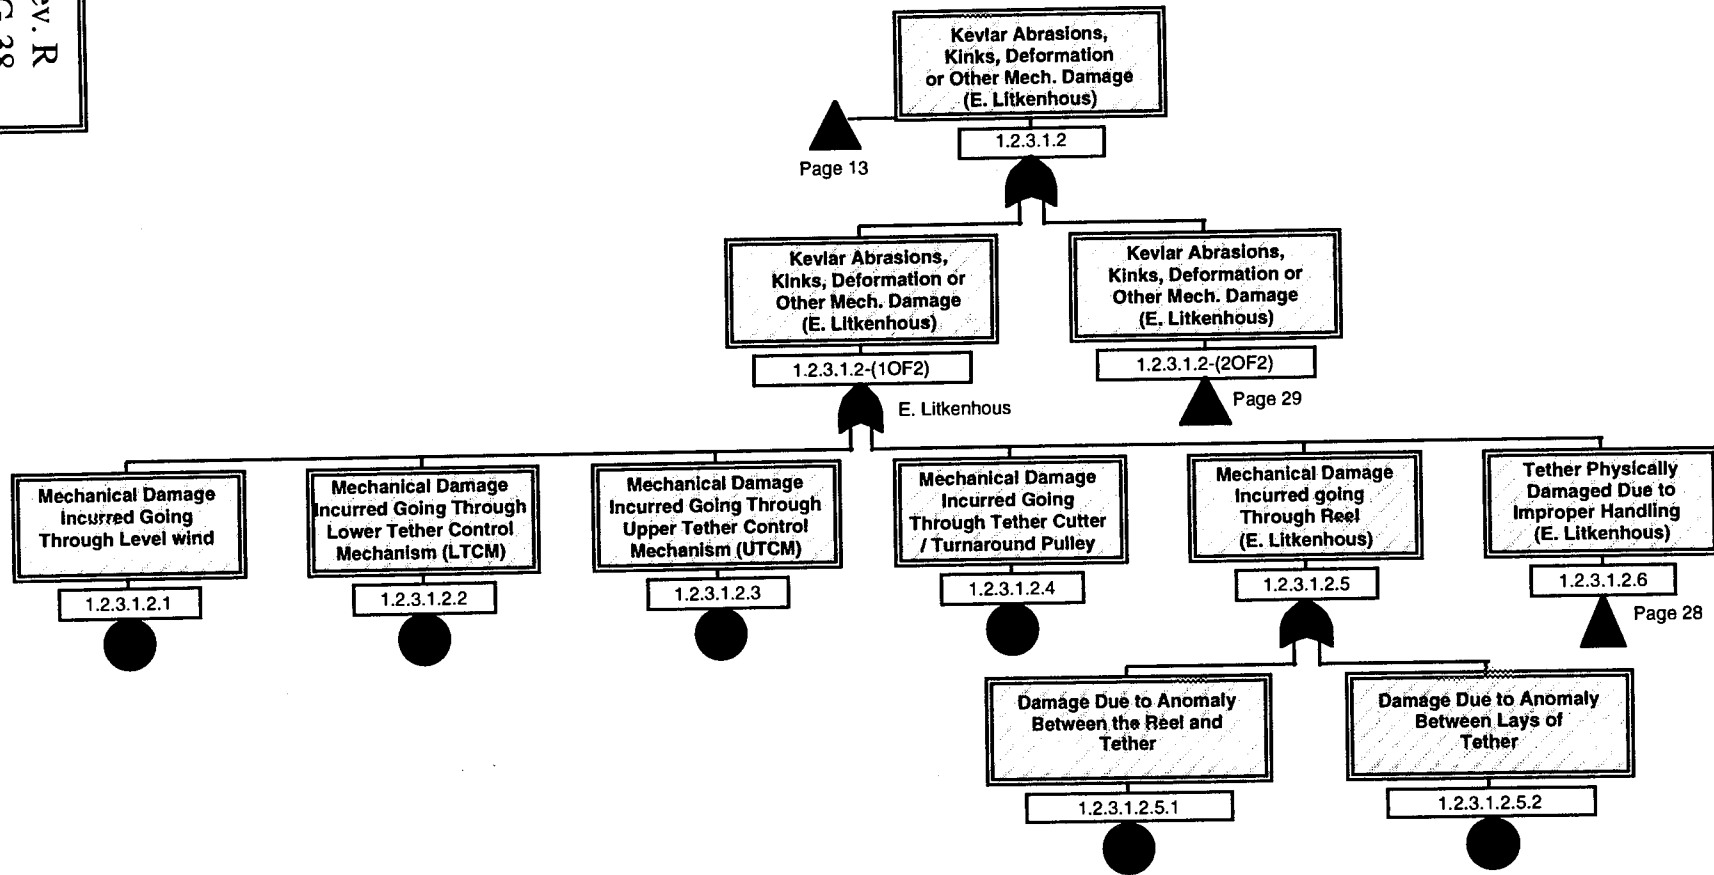 ev. R
G-38
Kevlar Abrasions,
Kinks, Deformation
or Other Mech. Damage
(E. Litkenhous)
1.2.3.1.2
Page 13
Kevlar Abrasions,
Kinks, Deformation or
Other Mech. Damage
(E. Litkenhous)
1.2.3.1.2-(1OF2)
E. Litkenhous
Kevlar Abrasions,
Kinks, Deformation or
Other Mech. Damage
(E. Litkenhous)
1.2.3.1.2-(2OF2)
Page 29
Mechanical Damage
Incurred Going
Through Level wind
1.2.3.1.2.1
Mechanical Damage
Incurred Going Through
Lower Tether Control
Mechanism (LTCM)
1.2.3.1.2.2
Mechanical Damage
Incurred Going Through
Upper Tether Control
Mechanism (UTCM)
1.2.3.1.2.3
Mechanical Damage
Incurred Going
Through Tether Cutter
/ Turnaround Pulley
1.2.3.1.2.4
Mechanical Damage
Incurred going
Through Reel
(E. Litkenhous)
1.2.3.1.2.5
Tether Physically
Damaged Due to
Improper Handling
(E. Litkenhous)
1.2.3.1.2.6
Page 28
Damage Due to Anomaly
Between the Reel and
Tether
1.2.3.1.2.5.1
Damage Due to Anomaly
Between Lays of
Tether
1.2.3.1.2.5.2